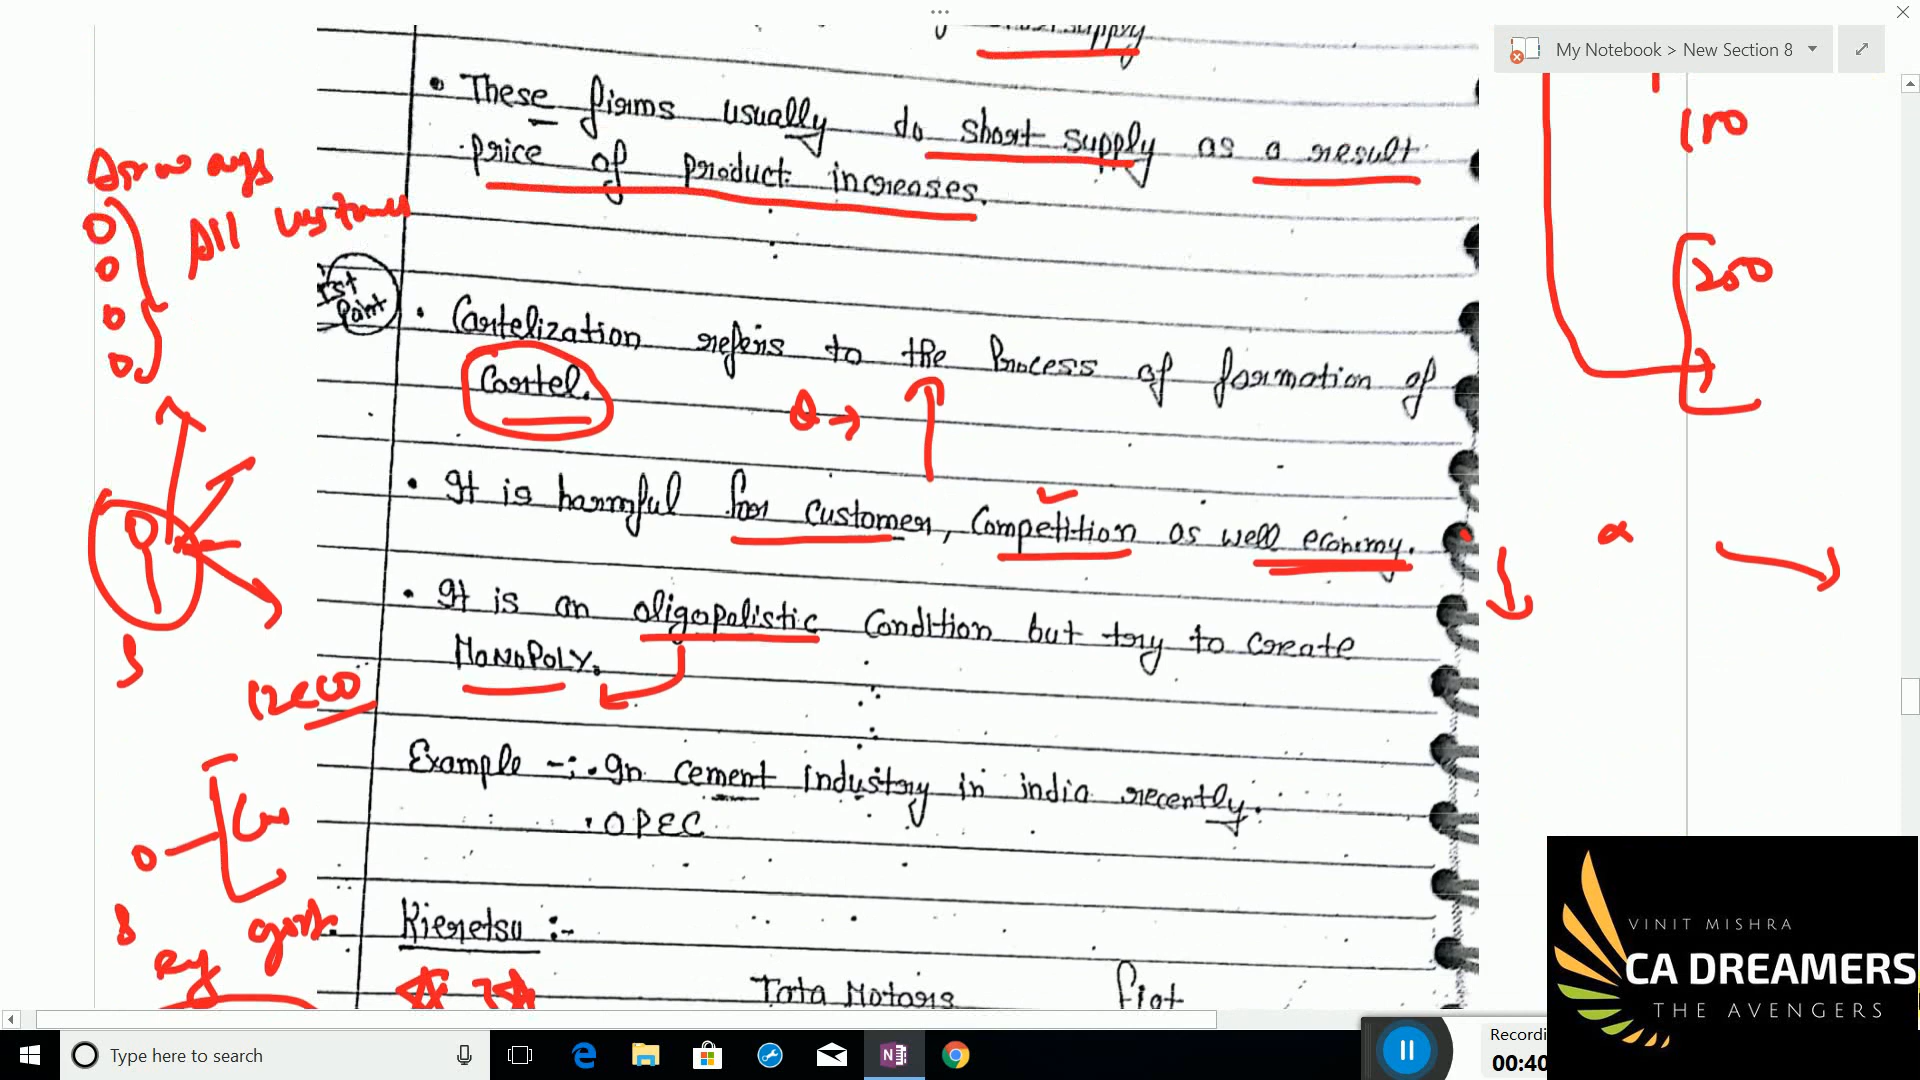 My Notebook > New Section 8
supply
• These firms usually do short supply as a result
price of product increases.
All customers
1st Point
• Cartelization refers to the Process of formation of
Cartel.
• It is harmful for customer, Competition as well economy.
• It is an oligopolistic Condition but try to create
MONOPOLY.
Example -:• In cement industry in india recently.
• OPEC
Kieretsu :-
Tata Motors fiat
200
VINIT MISHRA
CA DREAMERS
THE AVENGERS
Type here to search
Recordi
00:40